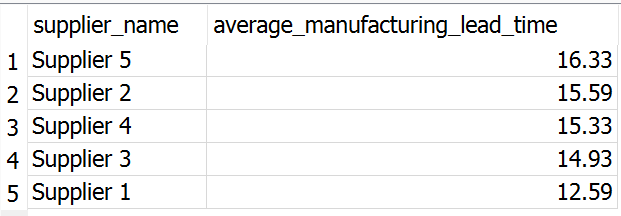 supplier_name average_manufacturing_lead_time
1 Supplier 5 16.33
2 Supplier 2 15.59
3 Supplier 4 15.33
4 Supplier 3 14.93
5 Supplier 1 12.59